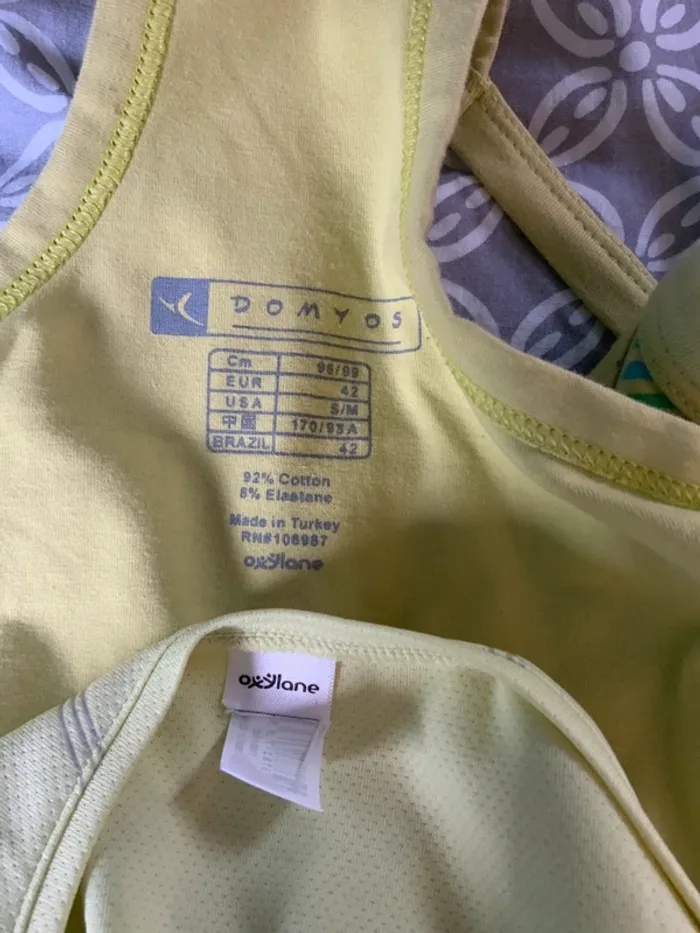 DOMYOS
Cm 96/99
EUR 42
USA S/M
中国 170/93A
BRAZIL 42
92% Cotton
8% Elastane
Made in Turkey
RN#106987
oxylane
oxylane